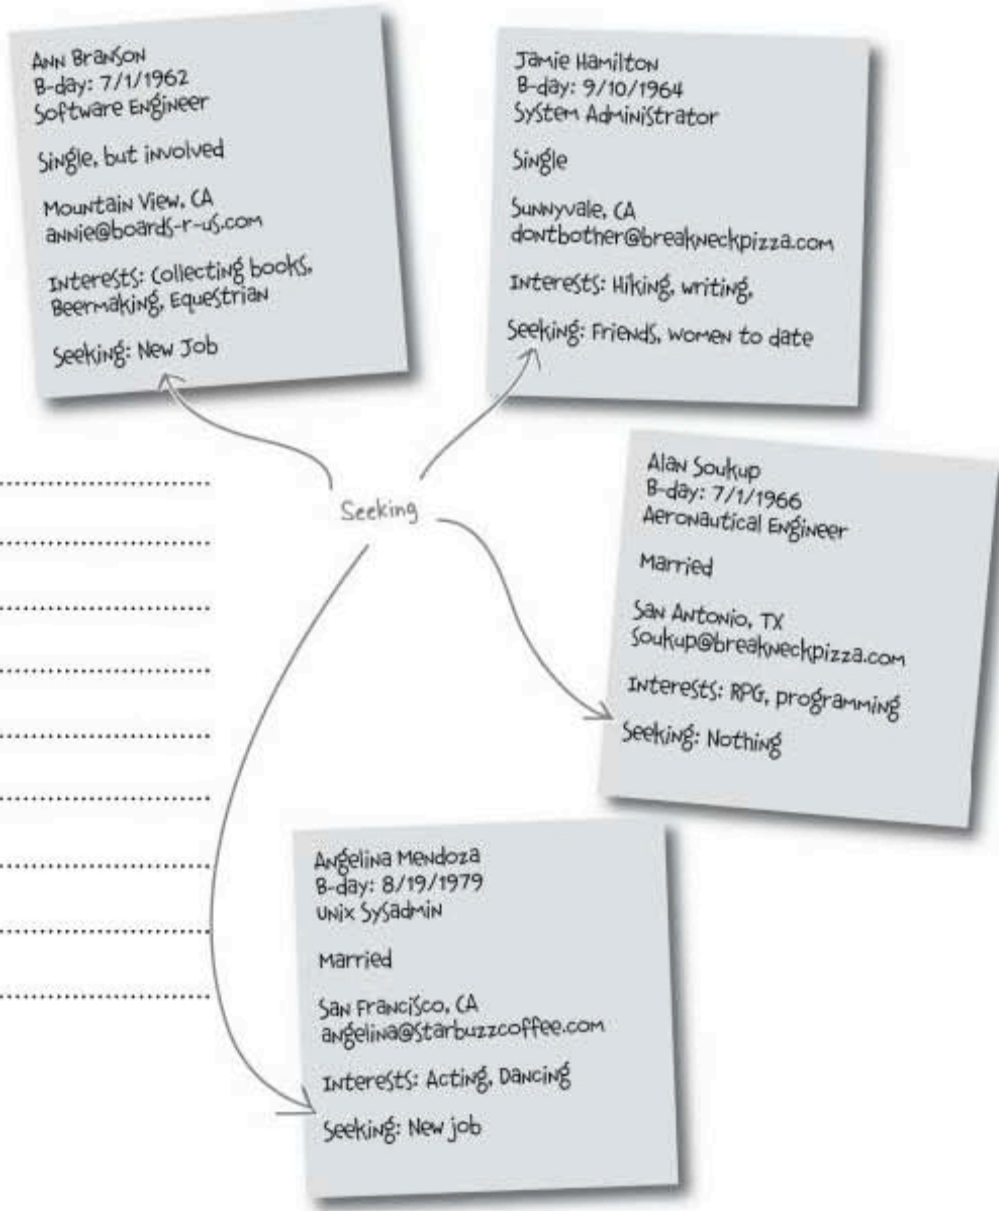 Ann Branson
B-day: 7/1/1962
Software Engineer
Single, but involved
Mountain View, CA
annie@boards-r-us.com
Interests: Collecting books,
Beermaking, Equestrian
Seeking: New Job
Jamie Hamilton
B-day: 9/10/1964
System Administrator
Single
Sunnyvale, CA
dontbother@breakneckpizza.com
Interests: Hiking, writing,
Seeking: Friends, women to date
Seeking
Alan Soukup
B-day: 7/1/1966
Aeronautical Engineer
Married
San Antonio, TX
soukup@breakneckpizza.com
Interests: RPG, programming
Seeking: Nothing
Angelina Mendoza
B-day: 8/19/1979
Unix Sysadmin
Married
San Francisco, CA
angelina@starbuzzcoffee.com
Interests: Acting, Dancing
Seeking: New job